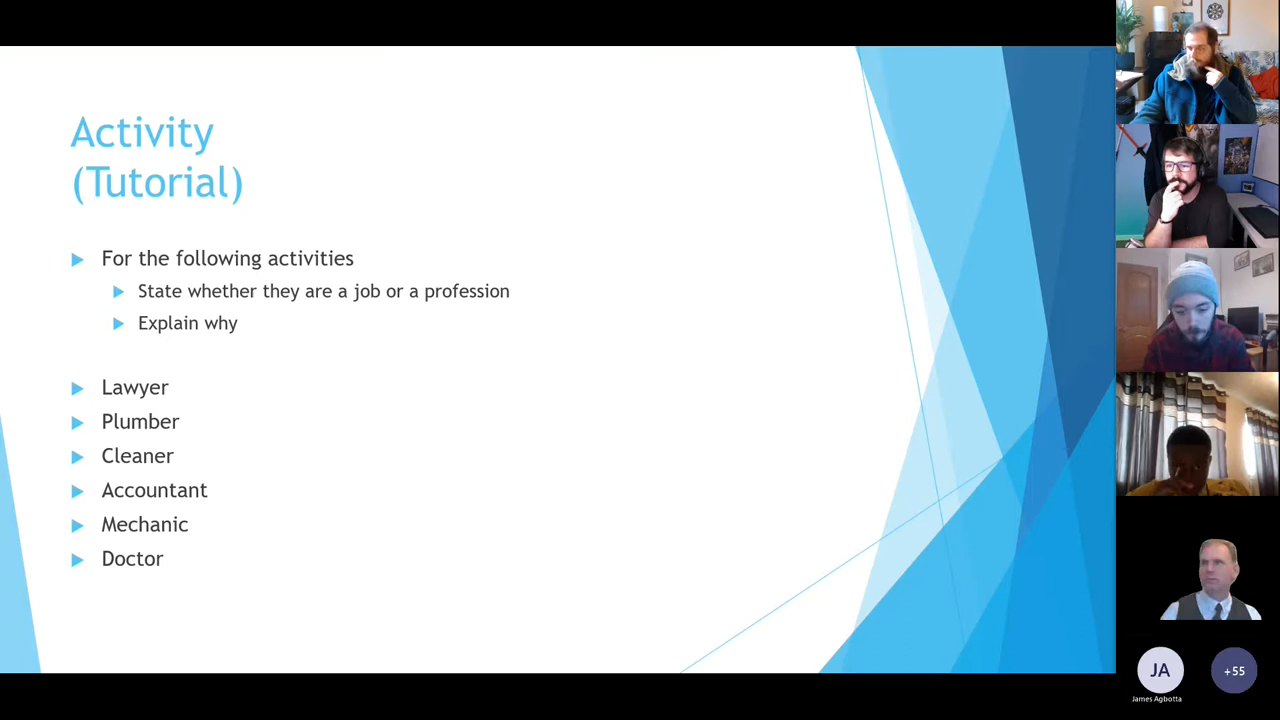 Activity
(Tutorial)
For the following activities
State whether they are a job or a profession
Explain why
Lawyer
Plumber
Cleaner
Accountant
Mechanic
Doctor
JA
+55
James Agbotta